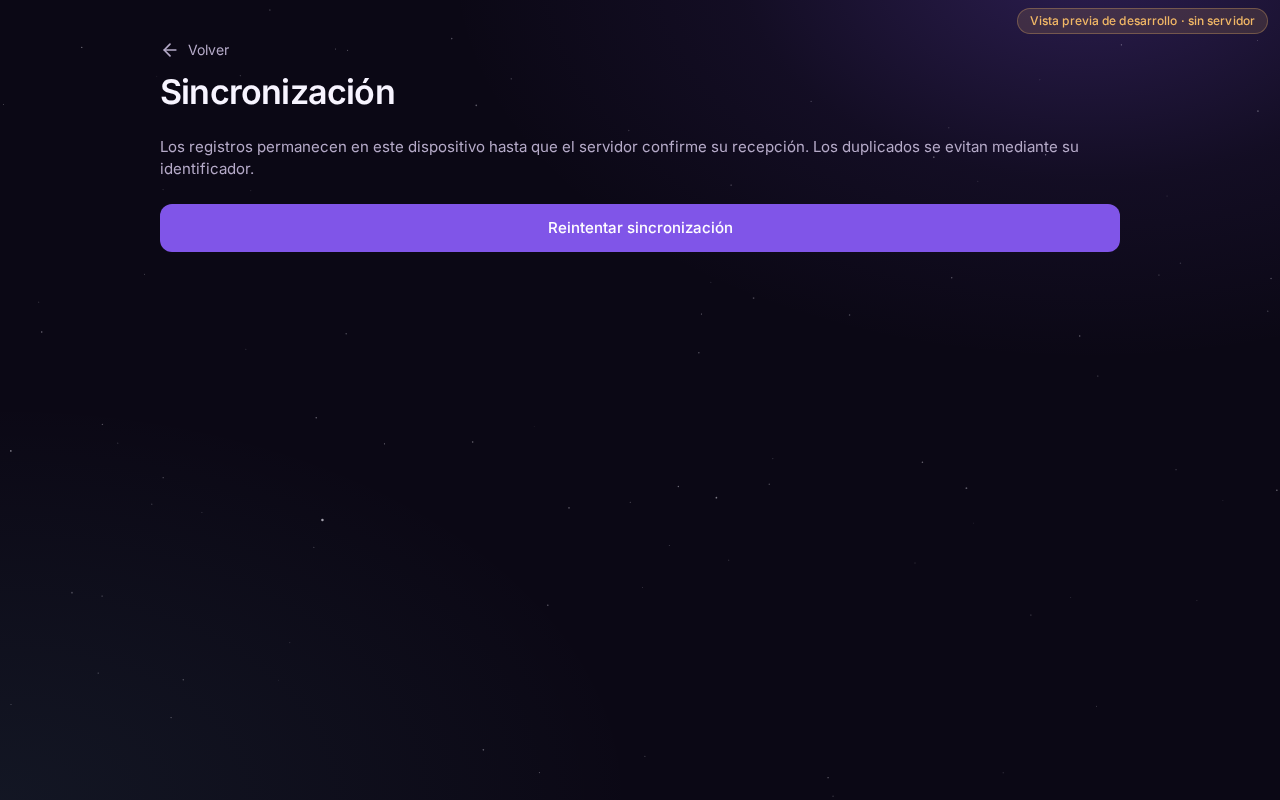 Vista previa de desarrollo · sin servidor
Volver
Sincronización
Los registros permanecen en este dispositivo hasta que el servidor confirme su recepción. Los duplicados se evitan mediante su
identificador.
Reintentar sincronización